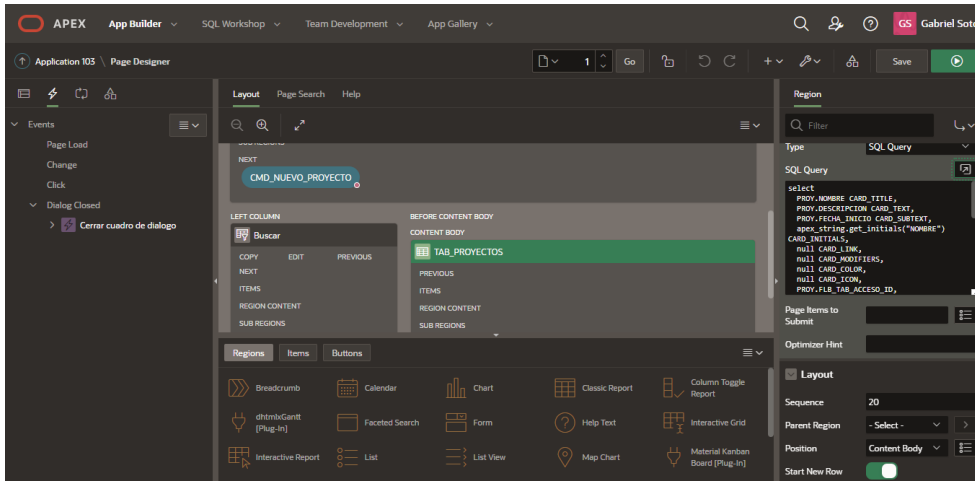 APEX App Builder SQL Workshop Team Development App Gallery GS Gabriel Soto
Application 103 \ Page Designer 1 Go Save
Layout Page Search Help
Region
Events
Page Load
Change
Click
Dialog Closed
Cerrar cuadro de dialogo
SUB REGIONS
NEXT
CMD_NUEVO_PROYECTO
LEFT COLUMN
Buscar
COPY EDIT PREVIOUS
NEXT
ITEMS
REGION CONTENT
SUB REGIONS
BEFORE CONTENT BODY
CONTENT BODY
TAB_PROYECTOS
PREVIOUS
ITEMS
REGION CONTENT
SUB REGIONS
Regions Items Buttons
Breadcrumb Calendar Chart Classic Report Column Toggle
Report
dhtmlxGantt
[Plug-In] Faceted Search Form Help Text Interactive Grid
Interactive Report List List View Map Chart Material Kanban
Board [Plug-In]
Filter
Type SQL Query
SQL Query
select
PROY.NOMBRE CARD_TITLE,
PROY.DESCRIPCION CARD_TEXT,
PROY.FECHA_INICIO CARD_SUBTEXT,
apex_string.get_initials("NOMBRE")
CARD_INITIALS,
null CARD_LINK,
null CARD_MODIFIERS,
null CARD_COLOR,
null CARD_ICON,
PROY.FLB_TAB_ACCESO_ID,
Page Items to
Submit
Optimizer Hint
Layout
Sequence 20
Parent Region - Select -
Position Content Body
Start New Row